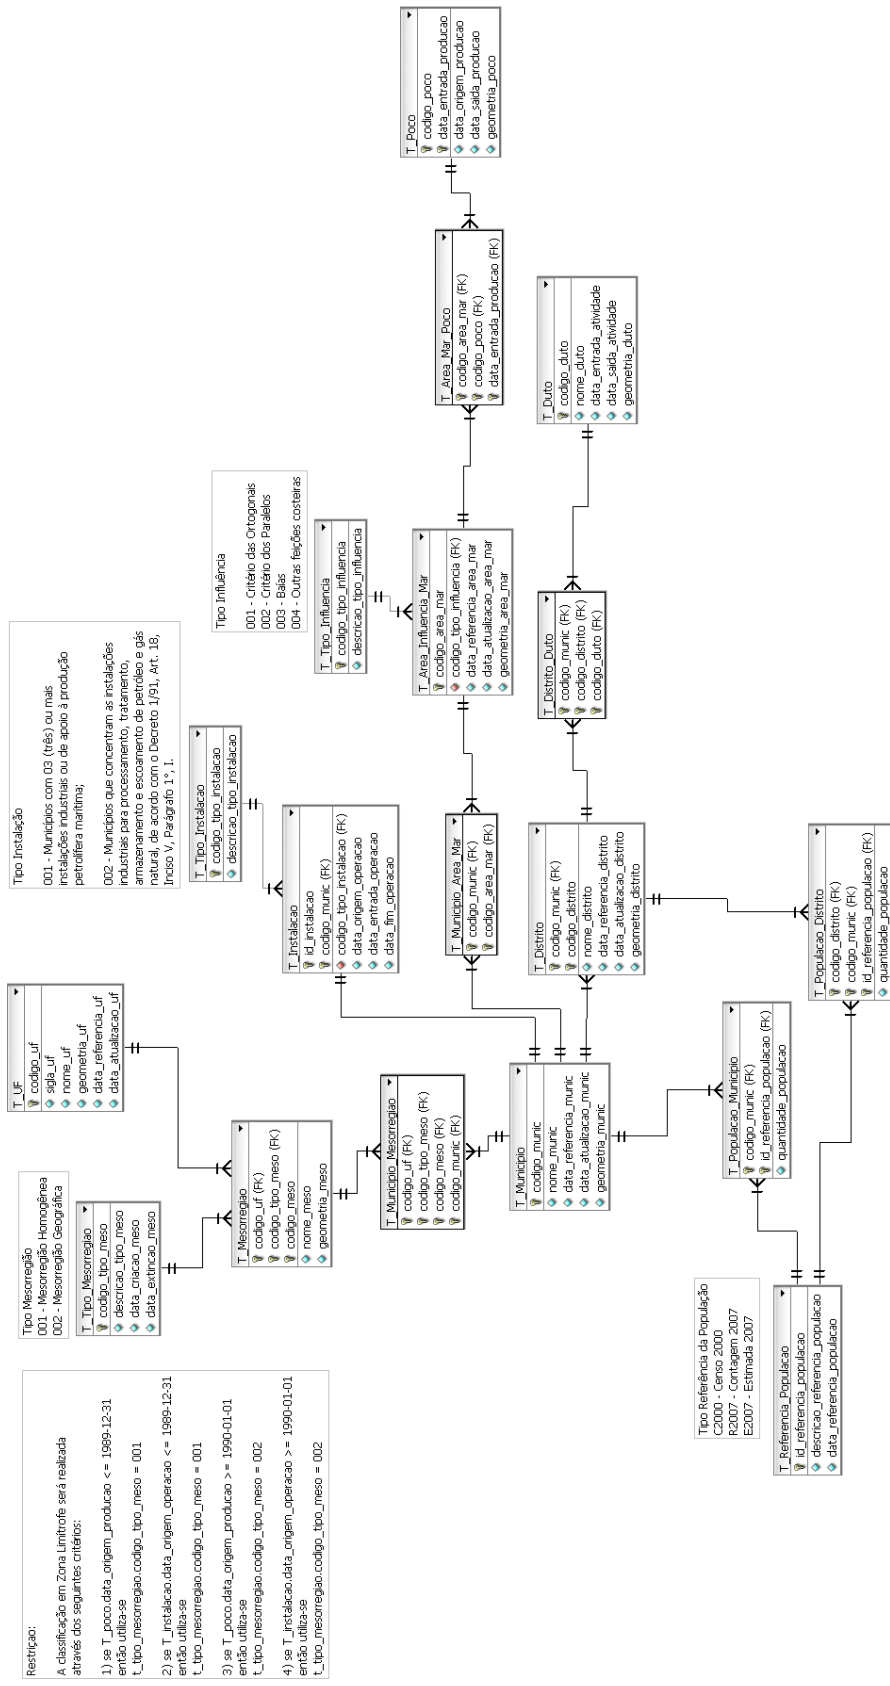 Restriçao:
A classificação em Zona Limítrofe será realizada
através dos seguintes critérios:
1) se T_poco.data_origem_producao <= 1989-12-31
então utiliza-se
t_tipo_mesorregiao.codigo_tipo_meso = 001
2) se T_instalacao.data_origem_operacao <= 1989-12-31
então utiliza-se
t_tipo_mesorregiao.codigo_tipo_meso = 001
3) se T_poco.data_origem_producao >= 1990-01-01
então utiliza-se
t_tipo_mesorregiao.codigo_tipo_meso = 002
4) se T_instalacao.data_origem_operacao >= 1990-01-01
então utiliza-se
t_tipo_mesorregiao.codigo_tipo_meso = 002
Tipo Mesorregião
001 - Mesorregião Homogênea
002 - Mesorregião Geográfica
T_Tipo_Mesorregiao
codigo_tipo_meso
descricao_tipo_meso
data_criacao_meso
data_extincao_meso
T_UF
codigo_uf
sigla_uf
nome_uf
geometria_uf
data_referencia_uf
data_atualizacao_uf
T_Mesorregiao
codigo_uf (FK)
codigo_tipo_meso (FK)
codigo_meso
nome_meso
geometria_meso
T_Municipio_Mesorregiao
codigo_uf (FK)
codigo_tipo_meso (FK)
codigo_meso (FK)
codigo_munic (FK)
T_Municipio
codigo_munic
nome_munic
data_referencia_munic
data_atualizacao_munic
geometria_munic
Tipo Referência da População
C2000 - Censo 2000
R2007 - Contagem 2007
E2007 - Estimada 2007
T_Referencia_Populacao
id_referencia_populacao
descricao_referencia_populacao
data_referencia_populacao
T_Populacao_Municipio
codigo_munic (FK)
id_referencia_populacao (FK)
quantidade_populacao
Tipo Instalação
001 - Municípios com 03 (três) ou mais
instalações industriais ou de apoio à produção
petrolífera marítima;
002 - Municípios que concentram as instalações
industriais para processamento, tratamento,
armazenamento e escoamento de petróleo e gás
natural, de acordo com o Decreto 1/91, Art. 18,
Inciso V, Parágrafo 1º, I.
T_Tipo_Instalacao
codigo_tipo_instalacao
descricao_tipo_instalacao
T_Instalacao
id_instalacao
codigo_munic (FK)
codigo_tipo_instalacao (FK)
data_origem_operacao
data_entrada_operacao
data_fim_operacao
T_Municipio_Area_Mar
codigo_munic (FK)
codigo_area_mar (FK)
T_Distrito
codigo_munic (FK)
codigo_distrito
nome_distrito
data_referencia_distrito
data_atualizacao_distrito
geometria_distrito
T_Populacao_Distrito
codigo_distrito (FK)
codigo_munic (FK)
id_referencia_populacao (FK)
quantidade_populacao
Tipo Influência
001 - Critério das Ortogonais
002 - Critério dos Paralelos
003 - Baías
004 - Outras feições costeiras
T_Tipo_Influencia
codigo_tipo_influencia
descricao_tipo_influencia
T_Area_Influencia_Mar
codigo_area_mar
codigo_tipo_influencia (FK)
data_referencia_area_mar
data_atualizacao_area_mar
geometria_area_mar
T_Distrito_Duto
codigo_munic (FK)
codigo_distrito (FK)
codigo_duto (FK)
T_Area_Mar_Poco
codigo_area_mar (FK)
codigo_poco (FK)
data_entrada_producao (FK)
T_Duto
codigo_duto
nome_duto
data_entrada_atividade
data_saida_atividade
geometria_duto
T_Poco
codigo_poco
data_entrada_producao
data_origem_producao
data_saida_producao
geometria_poco